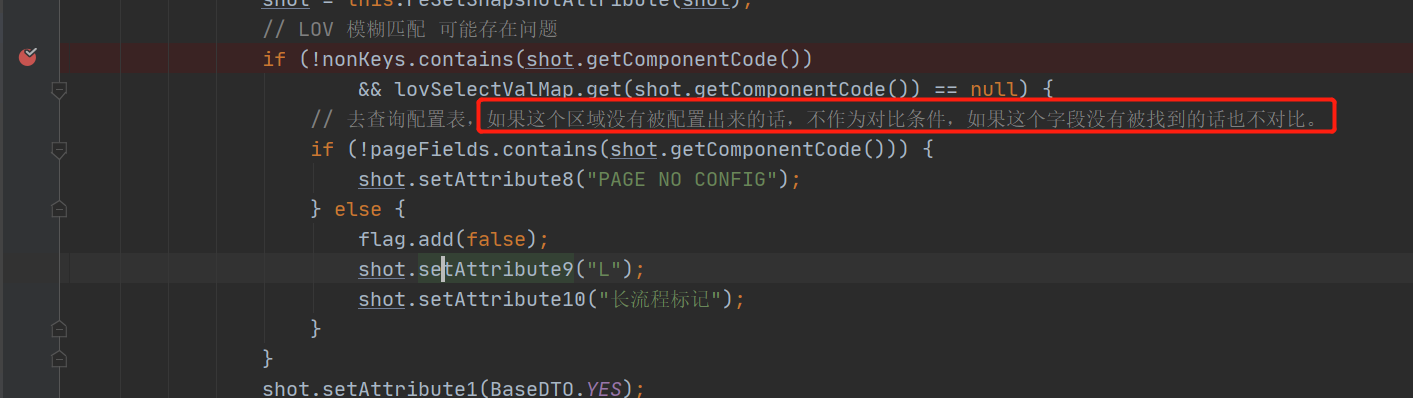 shot = this.reSetSnapshotAttribute(shot);
// LOV 模糊匹配 可能存在问题
if (!nonKeys.contains(shot.getComponentCode())
&& lovSelectValMap.get(shot.getComponentCode()) == null) {
// 去查询配置表，如果这个区域没有被配置出来的话，不作为对比条件，如果这个字段没有被找到的话也不对比。
if (!pageFields.contains(shot.getComponentCode())) {
shot.setAttribute8("PAGE NO CONFIG");
} else {
flag.add(false);
shot.setAttribute9("L");
shot.setAttribute10("长流程标记");
}
}
shot.setAttribute1(BaseDTO.YES);